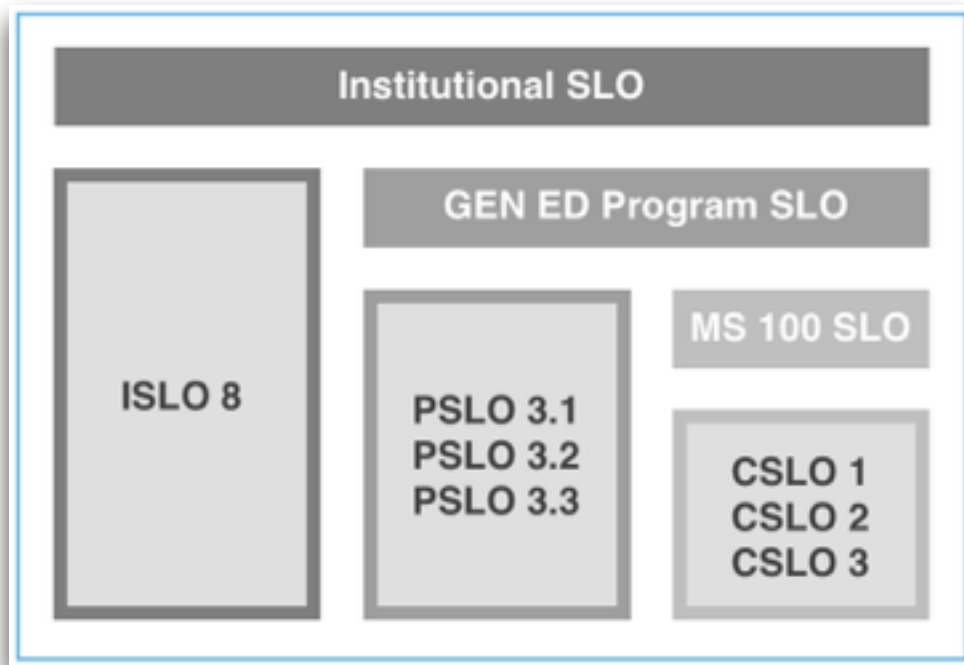 Institutional SLO
GEN ED Program SLO
MS 100 SLO
ISLO 8
PSLO 3.1
PSLO 3.2
PSLO 3.3
CSLO 1
CSLO 2
CSLO 3